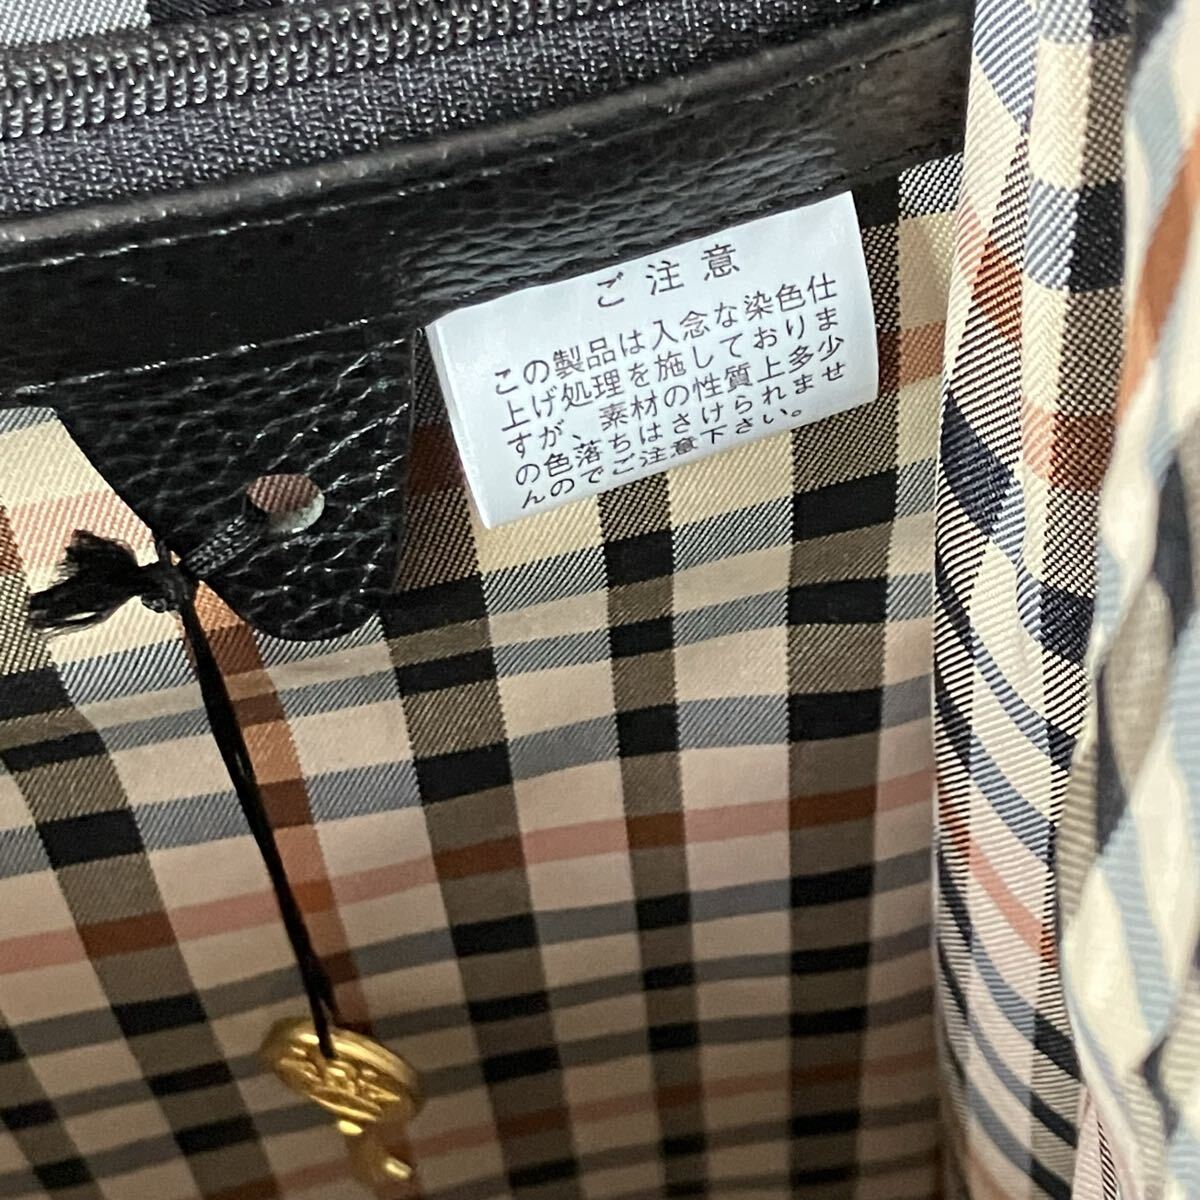 ご注意
この製品は入念な染色仕
上げ処理を施しておりま
すが、素材の性質上多少
の色落ちはさけられませ
んのでご注意下さい。